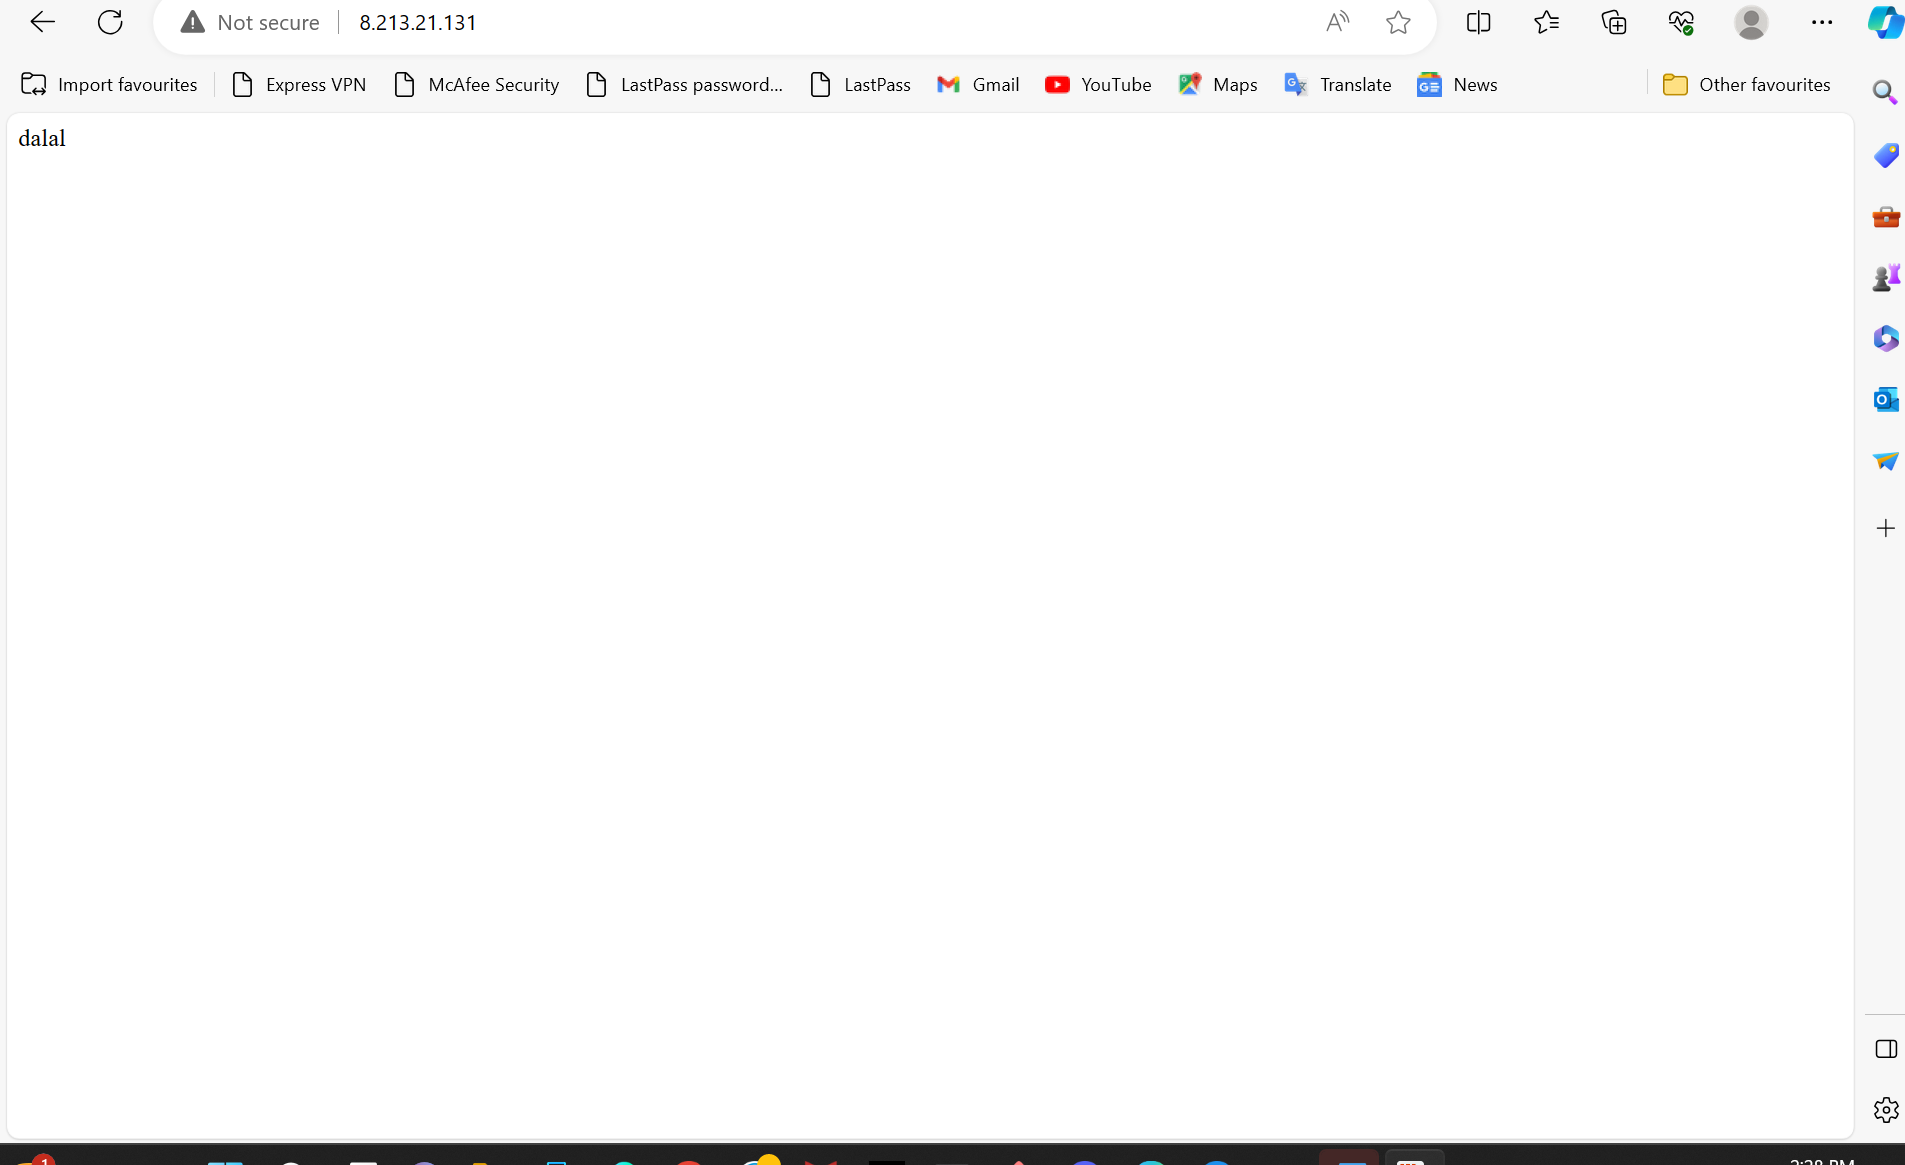 Not secure 8.213.21.131
Import favourites Express VPN McAfee Security LastPass password... LastPass Gmail YouTube Maps Translate News Other favourites
dalal